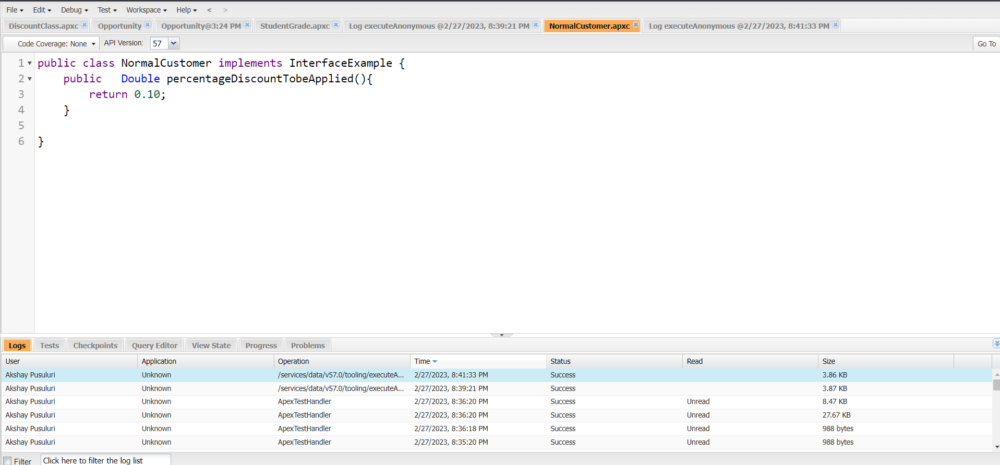 File Edit Debug Test Workspace Help < >
DiscountClass.apxc Opportunity Opportunity@3:24 PM StudentGrade.apxc Log executeAnonymous @2/27/2023, 8:39:21 PM NormalCustomer.apxc Log executeAnonymous @2/27/2023, 8:41:33 PM
Code Coverage: None API Version: 57 Go To
1 public class NormalCustomer implements InterfaceExample {
2 public Double percentageDiscountTobeApplied(){
3 return 0.10;
4 }
5
6 }
Logs Tests Checkpoints Query Editor View State Progress Problems
User Application Operation Time Status Read Size
Akshay Pusuluri Unknown /services/data/v57.0/tooling/executeA... 2/27/2023, 8:41:33 PM Success 3.86 KB
Akshay Pusuluri Unknown /services/data/v57.0/tooling/executeA... 2/27/2023, 8:39:21 PM Success 3.87 KB
Akshay Pusuluri Unknown ApexTestHandler 2/27/2023, 8:36:20 PM Success Unread 8.47 KB
Akshay Pusuluri Unknown ApexTestHandler 2/27/2023, 8:36:20 PM Success Unread 27.67 KB
Akshay Pusuluri Unknown ApexTestHandler 2/27/2023, 8:36:18 PM Success Unread 988 bytes
Akshay Pusuluri Unknown ApexTestHandler 2/27/2023, 8:35:20 PM Success Unread 988 bytes
Filter Click here to filter the log list